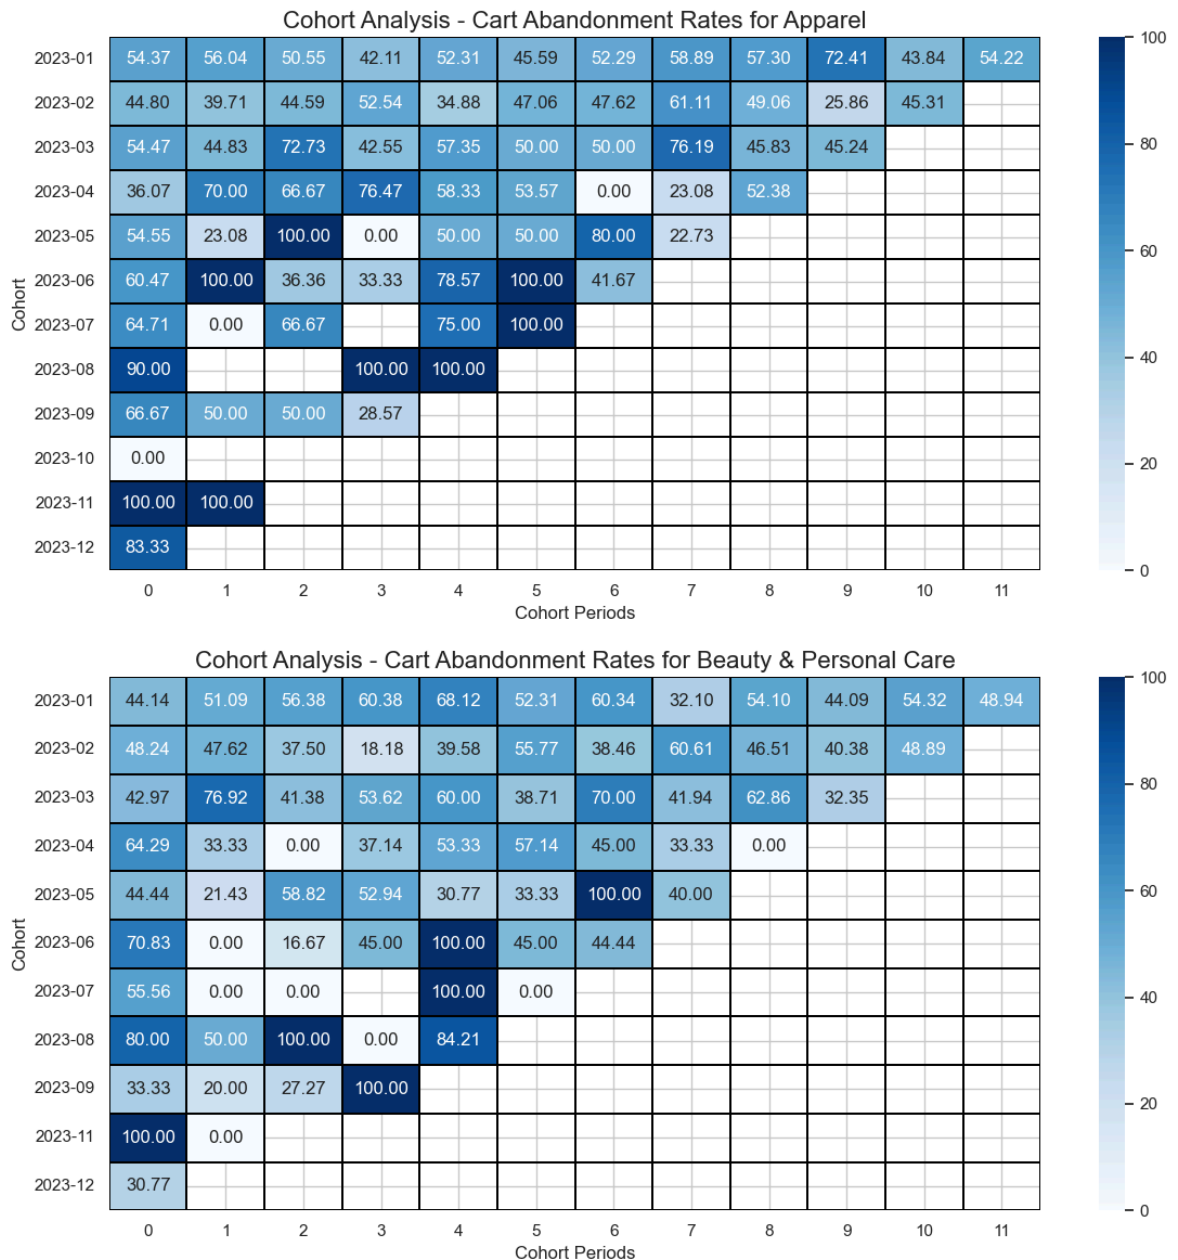 Cohort Analysis - Cart Abandonment Rates for Apparel
2023-01 54.37 56.04 50.55 42.11 52.31 45.59 52.29 58.89 57.30 72.41 43.84 54.22
2023-02 44.80 39.71 44.59 52.54 34.88 47.06 47.62 61.11 49.06 25.86 45.31
2023-03 54.47 44.83 72.73 42.55 57.35 50.00 50.00 76.19 45.83 45.24
2023-04 36.07 70.00 66.67 76.47 58.33 53.57 0.00 23.08 52.38
2023-05 54.55 23.08 100.00 0.00 50.00 50.00 80.00 22.73
2023-06 60.47 100.00 36.36 33.33 78.57 100.00 41.67
2023-07 64.71 0.00 66.67 75.00 100.00
2023-08 90.00 100.00 100.00
2023-09 66.67 50.00 50.00 28.57
2023-10 0.00
2023-11 100.00 100.00
2023-12 83.33
0 1 2 3 4 5 6 7 8 9 10 11
Cohort Periods
Cohort
100
80
60
40
20
0
Cohort Analysis - Cart Abandonment Rates for Beauty & Personal Care
2023-01 44.14 51.09 56.38 60.38 68.12 52.31 60.34 32.10 54.10 44.09 54.32 48.94
2023-02 48.24 47.62 37.50 18.18 39.58 55.77 38.46 60.61 46.51 40.38 48.89
2023-03 42.97 76.92 41.38 53.62 60.00 38.71 70.00 41.94 62.86 32.35
2023-04 64.29 33.33 0.00 37.14 53.33 57.14 45.00 33.33 0.00
2023-05 44.44 21.43 58.82 52.94 30.77 33.33 100.00 40.00
2023-06 70.83 0.00 16.67 45.00 100.00 45.00 44.44
2023-07 55.56 0.00 0.00 100.00 0.00
2023-08 80.00 50.00 100.00 0.00 84.21
2023-09 33.33 20.00 27.27 100.00
2023-11 100.00 0.00
2023-12 30.77
0 1 2 3 4 5 6 7 8 9 10 11
Cohort Periods
Cohort
100
80
60
40
20
0